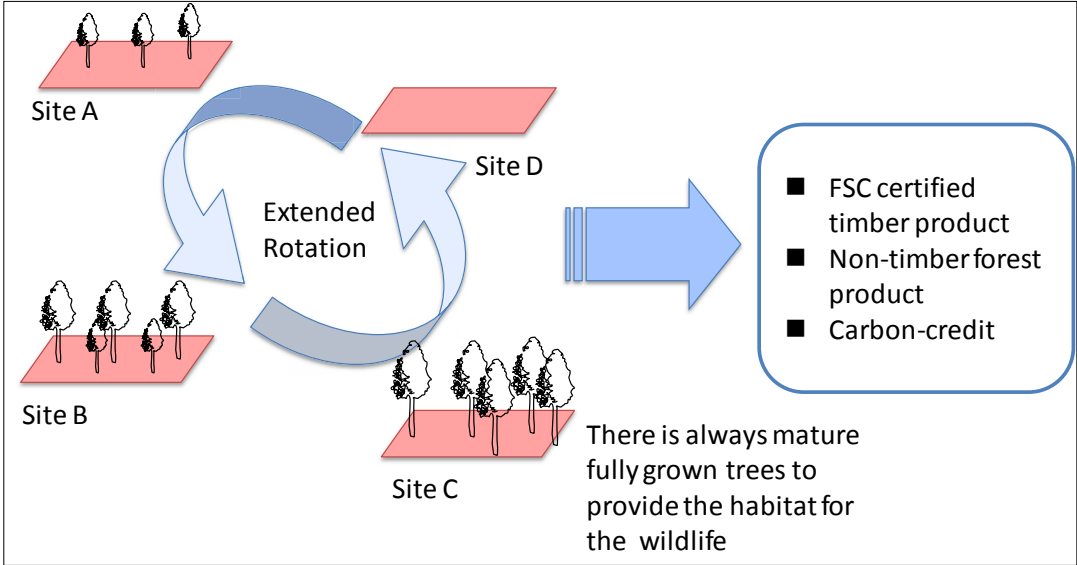 Site A
Site D
Extended
Rotation
Site B
Site C
There is always mature
fully grown trees to
provide the habitat for
the wildlife
■ FSC certified
timber product
■ Non-timber forest
product
■ Carbon-credit